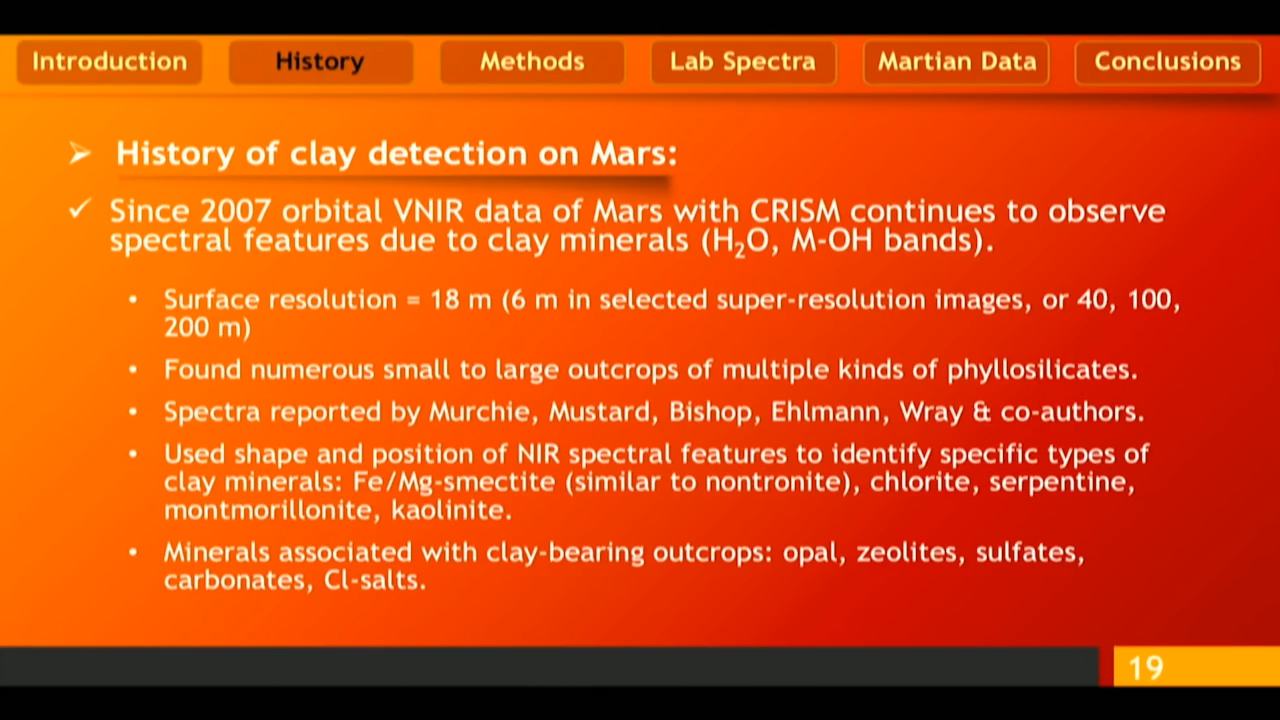 Introduction History Methods Lab Spectra Martian Data Conclusions
History of clay detection on Mars:
Since 2007 orbital VNIR data of Mars with CRISM continues to observe
spectral features due to clay minerals (H₂O, M-OH bands).
Surface resolution = 18 m (6 m in selected super-resolution images, or 40, 100,
200 m)
Found numerous small to large outcrops of multiple kinds of phyllosilicates.
Spectra reported by Murchie, Mustard, Bishop, Ehlmann, Wray & co-authors.
Used shape and position of NIR spectral features to identify specific types of
clay minerals: Fe/Mg-smectite (similar to nontronite), chlorite, serpentine,
montmorillonite, kaolinite.
Minerals associated with clay-bearing outcrops: opal, zeolites, sulfates,
carbonates, Cl-salts.
19